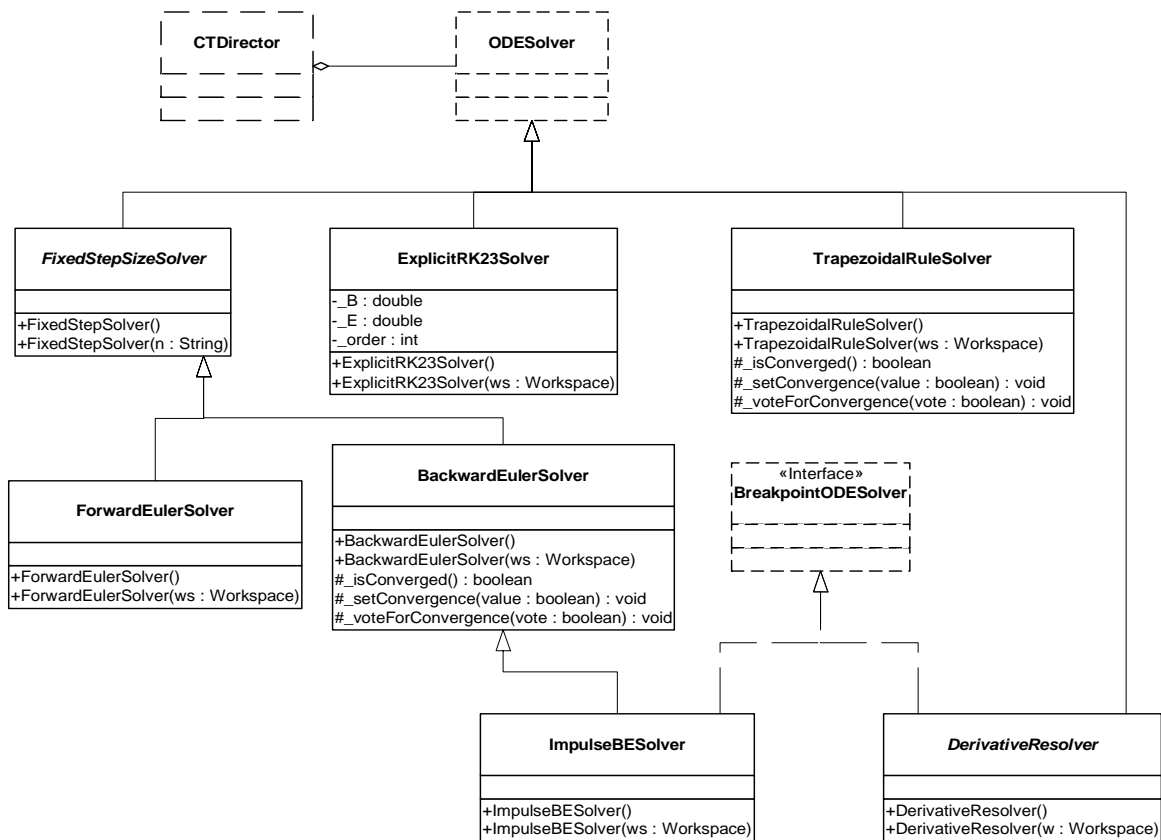 CTDirector
ODESolver
FixedStepSizeSolver
+FixedStepSolver()
+FixedStepSolver(n : String)
ExplicitRK23Solver
-_B : double
-_E : double
-_order : int
+ExplicitRK23Solver()
+ExplicitRK23Solver(ws : Workspace)
TrapezoidalRuleSolver
+TrapezoidalRuleSolver()
+TrapezoidalRuleSolver(ws : Workspace)
#_isConverged() : boolean
#_setConvergence(value : boolean) : void
#_voteForConvergence(vote : boolean) : void
ForwardEulerSolver
+ForwardEulerSolver()
+ForwardEulerSolver(ws : Workspace)
BackwardEulerSolver
+BackwardEulerSolver()
+BackwardEulerSolver(ws : Workspace)
#_isConverged() : boolean
#_setConvergence(value : boolean) : void
#_voteForConvergence(vote : boolean) : void
«Interface»
BreakpointODESolver
ImpulseBESolver
+ImpulseBESolver()
+ImpulseBESolver(ws : Workspace)
DerivativeResolver
+DerivativeResolver()
+DerivativeResolver(w : Workspace)